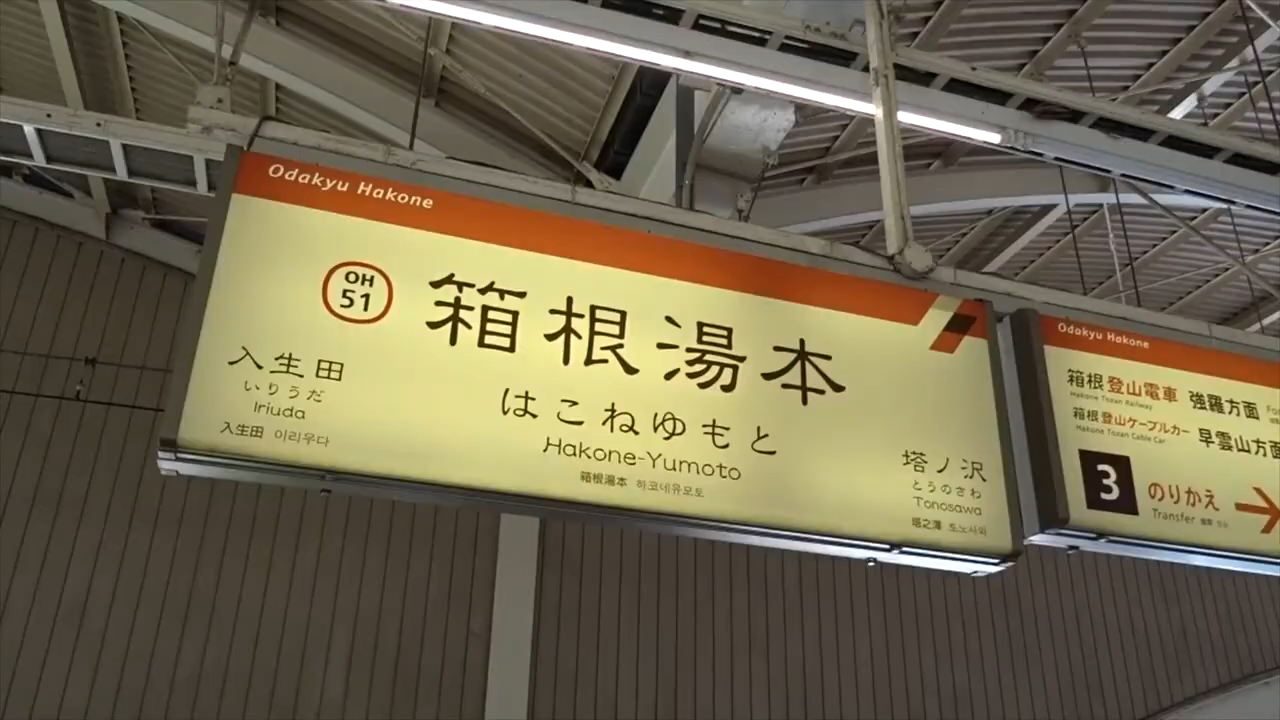 Odakyu Hakone
OH
51
箱根湯本
はこねゆもと
Hakone-Yumoto
箱根湯本 하코네유모토
入生田
いりうだ
Iriuda
入生田 이리우다
塔ノ沢
とうのさわ
Tonosawa
塔之澤 토노사와
Odakyu Hakone
箱根登山電車 強羅方面
Hakone Tozan Railway
箱根登山ケーブルカー 早雲山方面
Hakone Tozan Cable Car
3 のりかえ →
Transfer